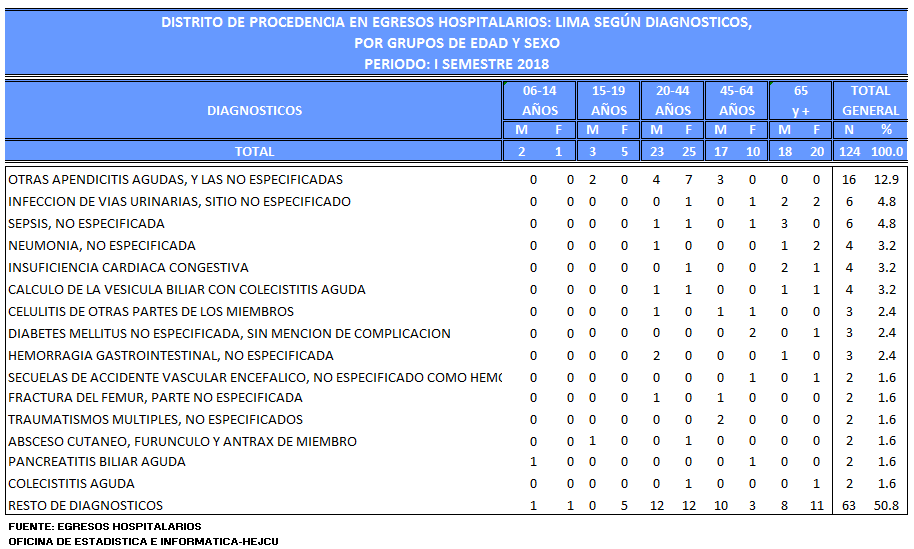 DISTRITO DE PROCEDENCIA EN EGRESOS HOSPITALARIOS: LIMA SEGÚN DIAGNOSTICOS,
POR GRUPOS DE EDAD Y SEXO
PERIODO: I SEMESTRE 2018
DIAGNOSTICOS 06-14 AÑOS 15-19 AÑOS 20-44 AÑOS 45-64 AÑOS 65 y + TOTAL GENERAL
M F M F M F M F M F N %
TOTAL 2 1 3 5 23 25 17 10 18 20 124 100.0
OTRAS APENDICITIS AGUDAS, Y LAS NO ESPECIFICADAS 0 0 2 0 4 7 3 0 0 0 16 12.9
INFECCION DE VIAS URINARIAS, SITIO NO ESPECIFICADO 0 0 0 0 0 1 0 1 2 2 6 4.8
SEPSIS, NO ESPECIFICADA 0 0 0 0 1 1 0 1 3 0 6 4.8
NEUMONIA, NO ESPECIFICADA 0 0 0 0 1 0 0 0 1 2 4 3.2
INSUFICIENCIA CARDIACA CONGESTIVA 0 0 0 0 0 1 0 0 2 1 4 3.2
CALCULO DE LA VESICULA BILIAR CON COLECISTITIS AGUDA 0 0 0 0 1 1 0 0 1 1 4 3.2
CELULITIS DE OTRAS PARTES DE LOS MIEMBROS 0 0 0 0 1 0 1 1 0 0 3 2.4
DIABETES MELLITUS NO ESPECIFICADA, SIN MENCION DE COMPLICACION 0 0 0 0 0 0 0 2 0 1 3 2.4
HEMORRAGIA GASTROINTESTINAL, NO ESPECIFICADA 0 0 0 0 2 0 0 0 1 0 3 2.4
SECUELAS DE ACCIDENTE VASCULAR ENCEFALICO, NO ESPECIFICADO COMO HEMO 0 0 0 0 0 0 0 1 0 1 2 1.6
FRACTURA DEL FEMUR, PARTE NO ESPECIFICADA 0 0 0 0 1 0 1 0 0 0 2 1.6
TRAUMATISMOS MULTIPLES, NO ESPECIFICADOS 0 0 0 0 0 0 2 0 0 0 2 1.6
ABSCESO CUTANEO, FURUNCULO Y ANTRAX DE MIEMBRO 0 0 1 0 0 1 0 0 0 0 2 1.6
PANCREATITIS BILIAR AGUDA 1 0 0 0 0 0 0 1 0 0 2 1.6
COLECISTITIS AGUDA 0 0 0 0 0 1 0 0 0 1 2 1.6
RESTO DE DIAGNOSTICOS 1 1 0 5 12 12 10 3 8 11 63 50.8
FUENTE: EGRESOS HOSPITALARIOS
OFICINA DE ESTADISTICA E INFORMATICA-HEJCU